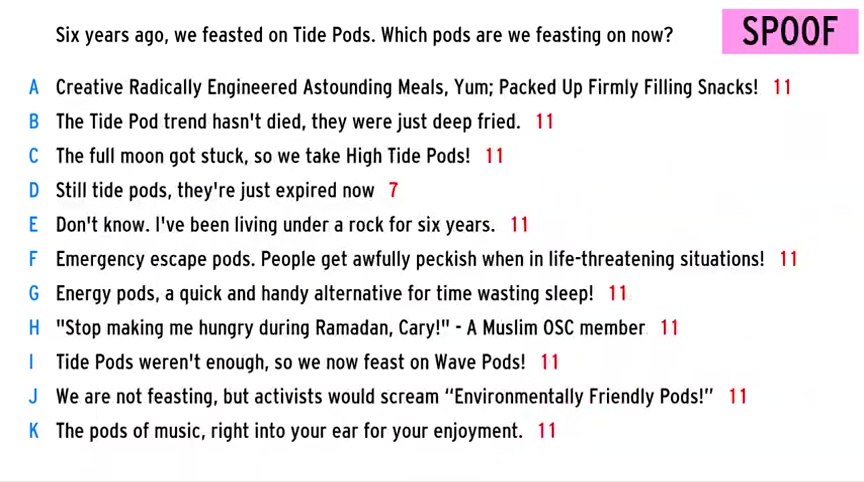 Six years ago, we feasted on Tide Pods. Which pods are we feasting on now?
SPOOF
A Creative Radically Engineered Astounding Meals, Yum; Packed Up Firmly Filling Snacks! 11
B The Tide Pod trend hasn't died, they were just deep fried. 11
C The full moon got stuck, so we take High Tide Pods! 11
D Still tide pods, they're just expired now 7
E Don't know. I've been living under a rock for six years. 11
F Emergency escape pods. People get awfully peckish when in life-threatening situations! 11
G Energy pods, a quick and handy alternative for time wasting sleep! 11
H "Stop making me hungry during Ramadan, Cary!" - A Muslim OSC member 11
I Tide Pods weren't enough, so we now feast on Wave Pods! 11
J We are not feasting, but activists would scream “Environmentally Friendly Pods!” 11
K The pods of music, right into your ear for your enjoyment. 11